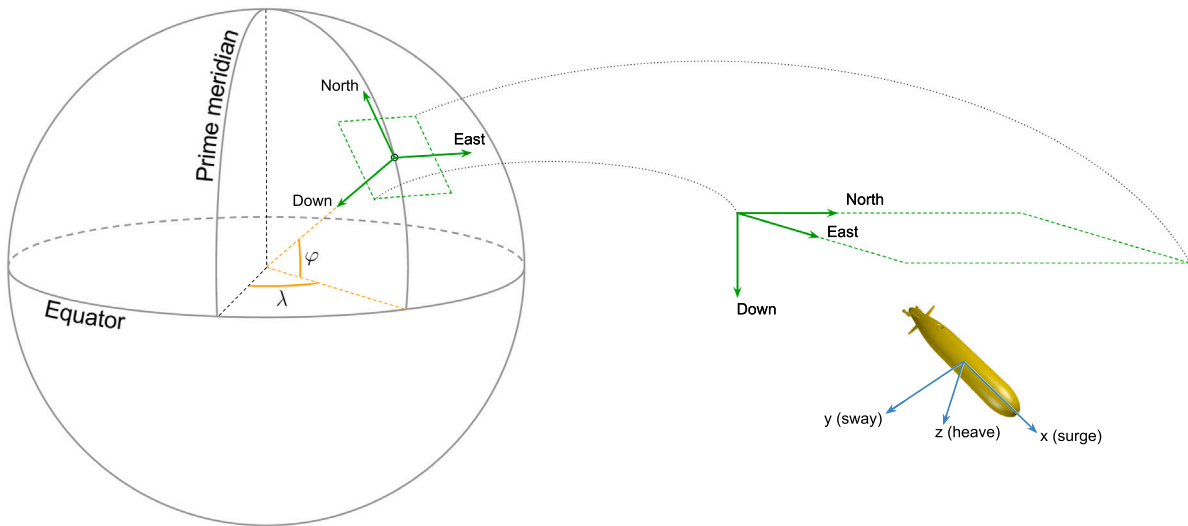 Prime meridian
North
East
Down
φ
λ
Equator
North
East
Down
y (sway)
z (heave)
x (surge)